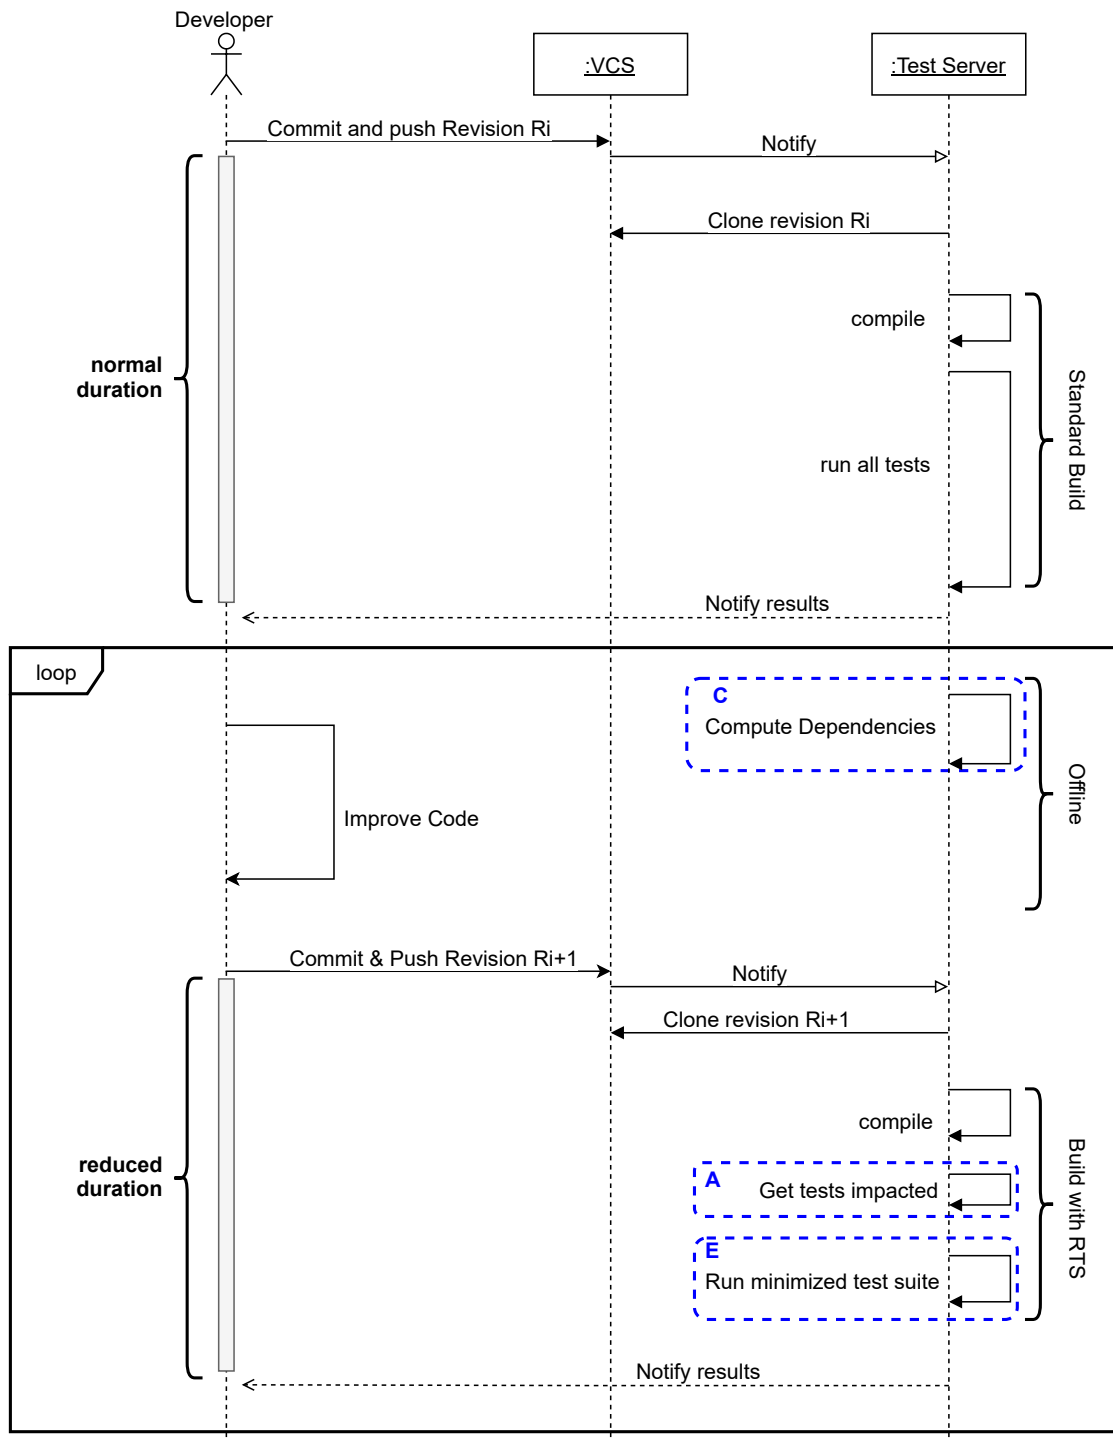 Developer
:VCS
:Test Server
Commit and push Revision Ri
Notify
Clone revision Ri
compile
normal
duration
Standard Build
run all tests
Notify results
loop
C
Compute Dependencies
Offline
Improve Code
Commit & Push Revision Ri+1
Notify
Clone revision Ri+1
compile
reduced
duration
A
Get tests impacted
Build with RTS
E
Run minimized test suite
Notify results